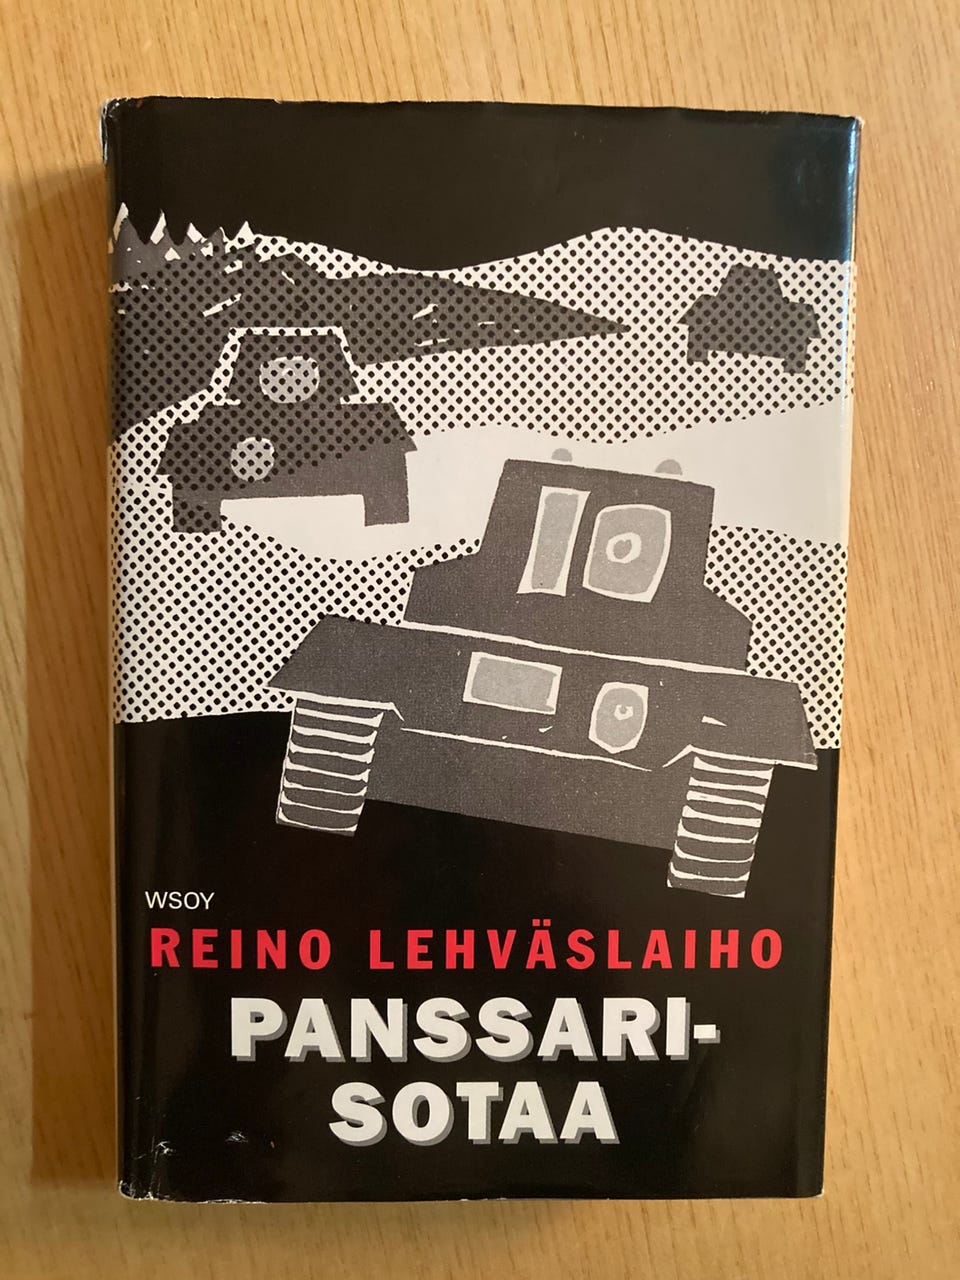 WSOY
REINO LEHVÄSLAIHO
PANSSARI-
SOTAA